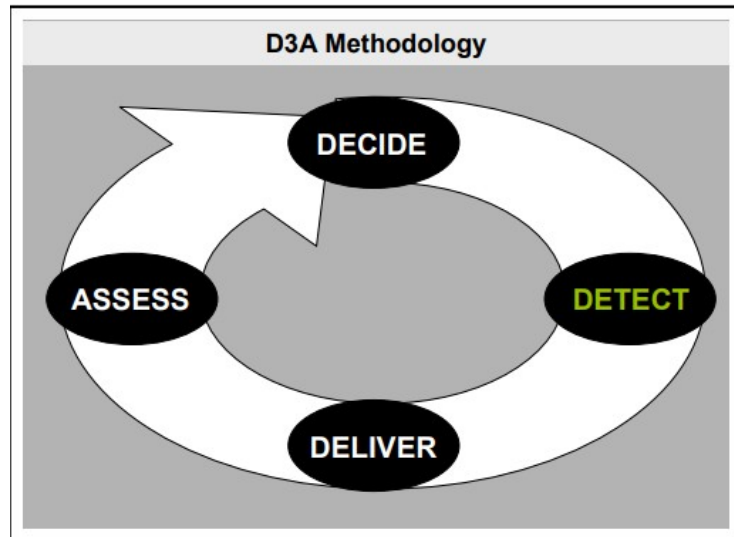 D3A Methodology
DECIDE
ASSESS
DETECT
DELIVER